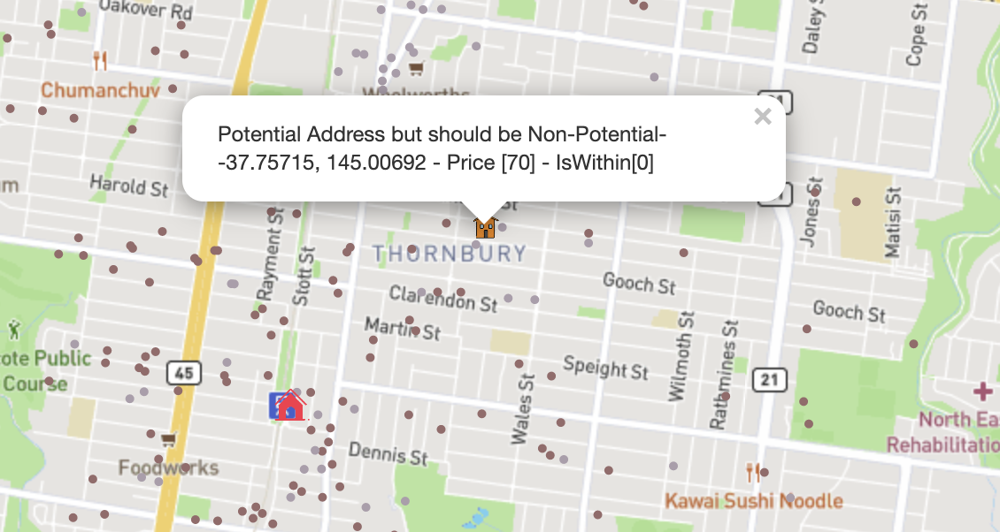 Oakover Rd
Daley S
Cope St
Chumanchuv
Woolworths
Potential Address but should be Non-Potential-
-37.75715, 145.00692 - Price [70] - IsWithin[0]
×
Harold St
St
Jones St
Matisi St
Rayment St
Stott St
THORNBURY
Clarendon St
Gooch St
Gooch St
Martin St
Wilmoth St
Rathmines St
ote Public
Course
45
Speight St
21
Wales St
North Ea
Rehabilitatio
Dennis St
Foodworks
Kawai Sushi Noodle